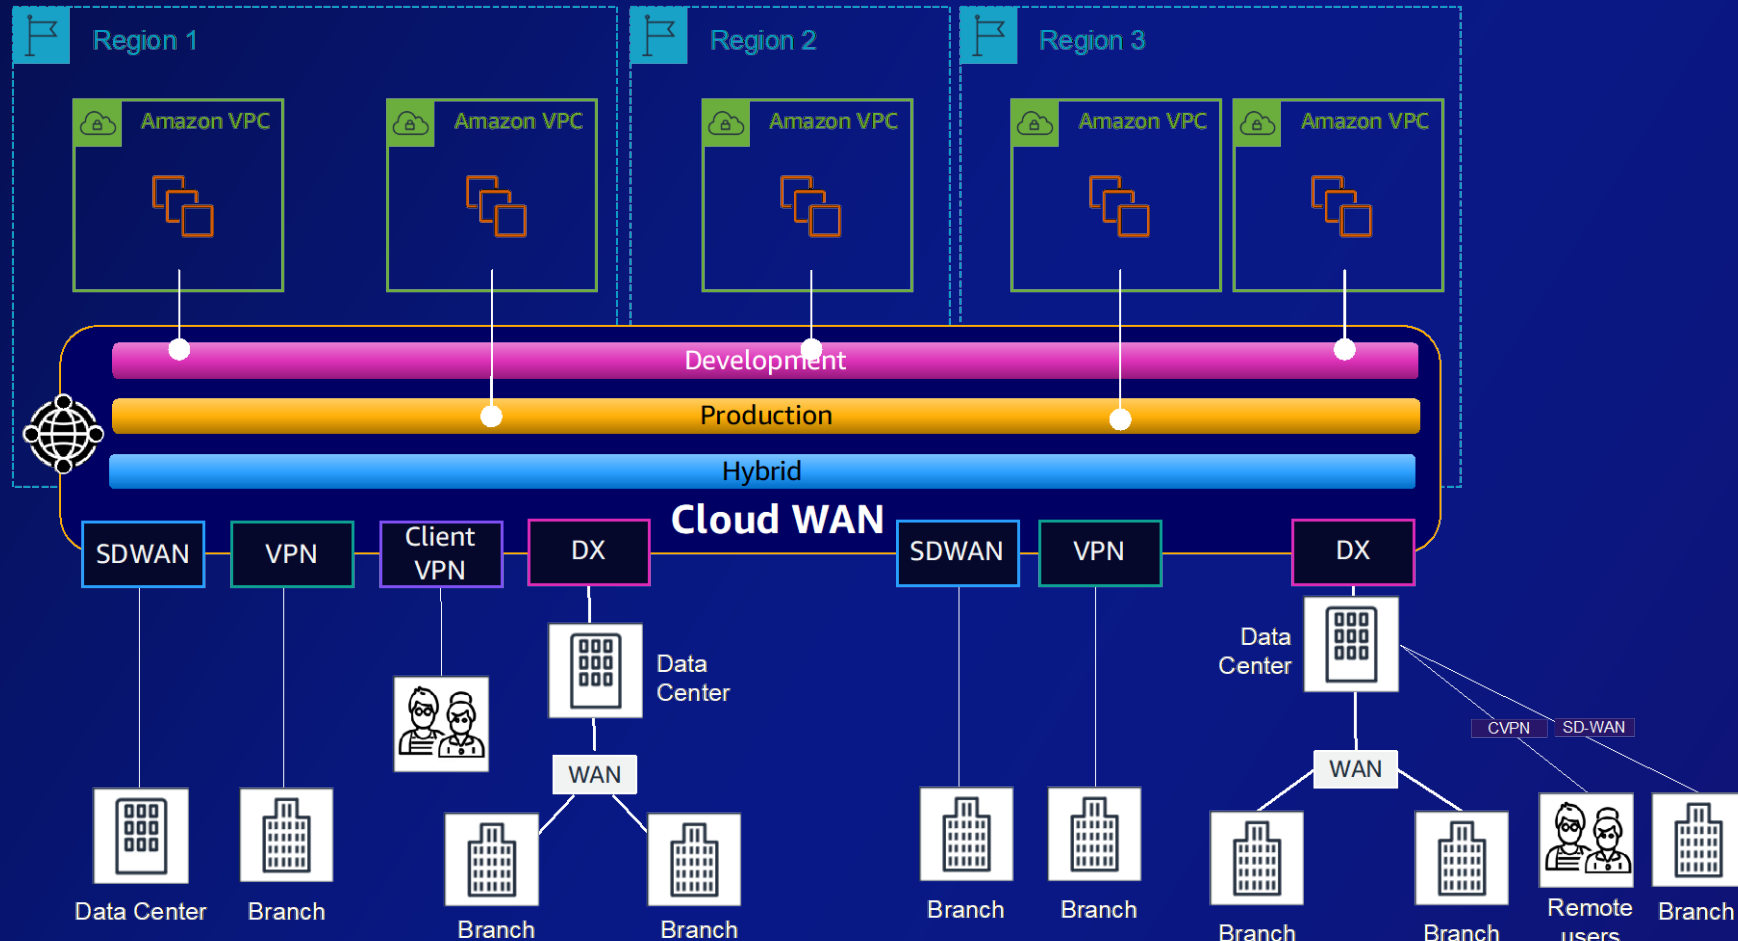 Region 1
Region 2
Region 3
Amazon VPC
Amazon VPC
Amazon VPC
Amazon VPC
Amazon VPC
Development
Production
Hybrid
Cloud WAN
SDWAN
VPN
Client
VPN
DX
SDWAN
VPN
DX
Data
Center
Data
Center
CVPN
SD-WAN
WAN
WAN
Data Center
Branch
Branch
Branch
Branch
Branch
Branch
Branch
Remote
users
Branch